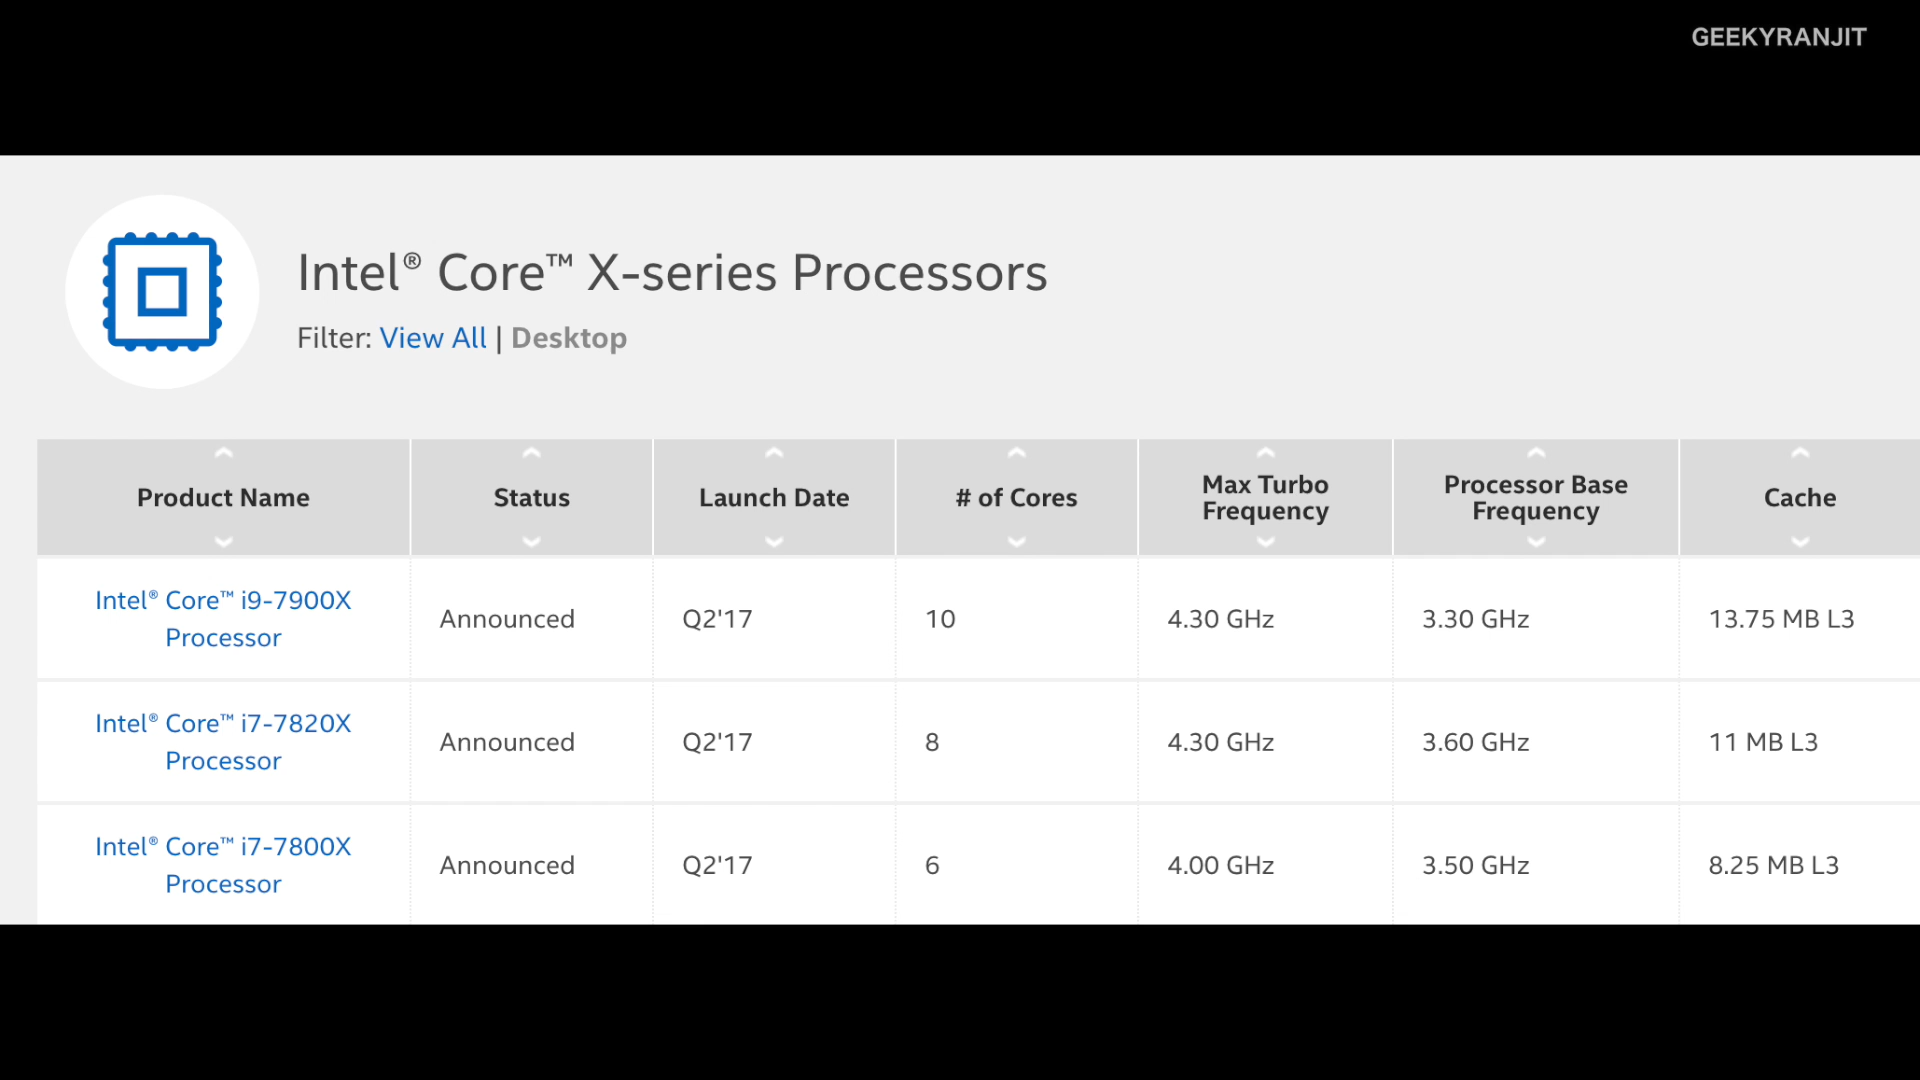 GEEKYRANJIT
Intel® Core™ X-series Processors
Filter: View All | Desktop
Product Name Status Launch Date # of Cores Max Turbo Frequency Processor Base Frequency Cache
Intel® Core™ i9-7900X Processor Announced Q2'17 10 4.30 GHz 3.30 GHz 13.75 MB L3
Intel® Core™ i7-7820X Processor Announced Q2'17 8 4.30 GHz 3.60 GHz 11 MB L3
Intel® Core™ i7-7800X Processor Announced Q2'17 6 4.00 GHz 3.50 GHz 8.25 MB L3